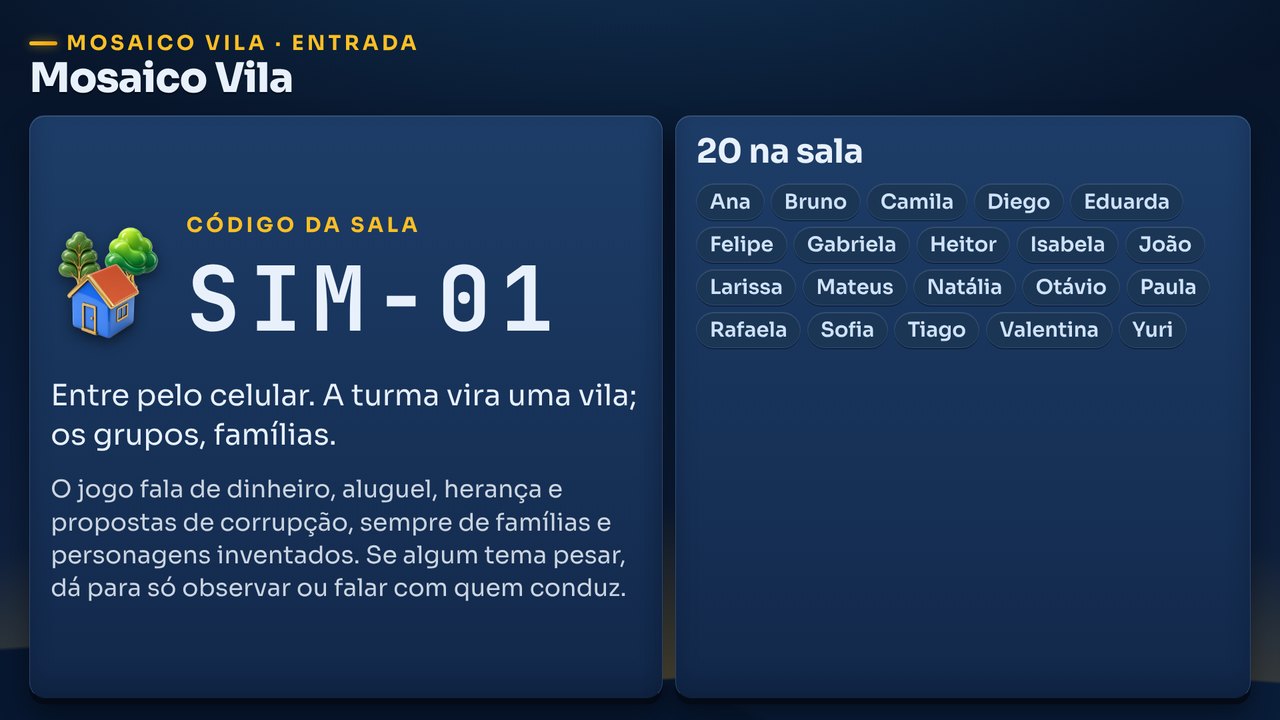 MOSAICO VILA · ENTRADA
Mosaico Vila
CÓDIGO DA SALA
SIM-01
Entre pelo celular. A turma vira uma vila;
os grupos, famílias.
O jogo fala de dinheiro, aluguel, herança e
propostas de corrupção, sempre de famílias e
personagens inventados. Se algum tema pesar,
dá para só observar ou falar com quem conduz.
20 na sala
Ana Bruno Camila Diego Eduarda
Felipe Gabriela Heitor Isabela João
Larissa Mateus Natália Otávio Paula
Rafaela Sofia Tiago Valentina Yuri